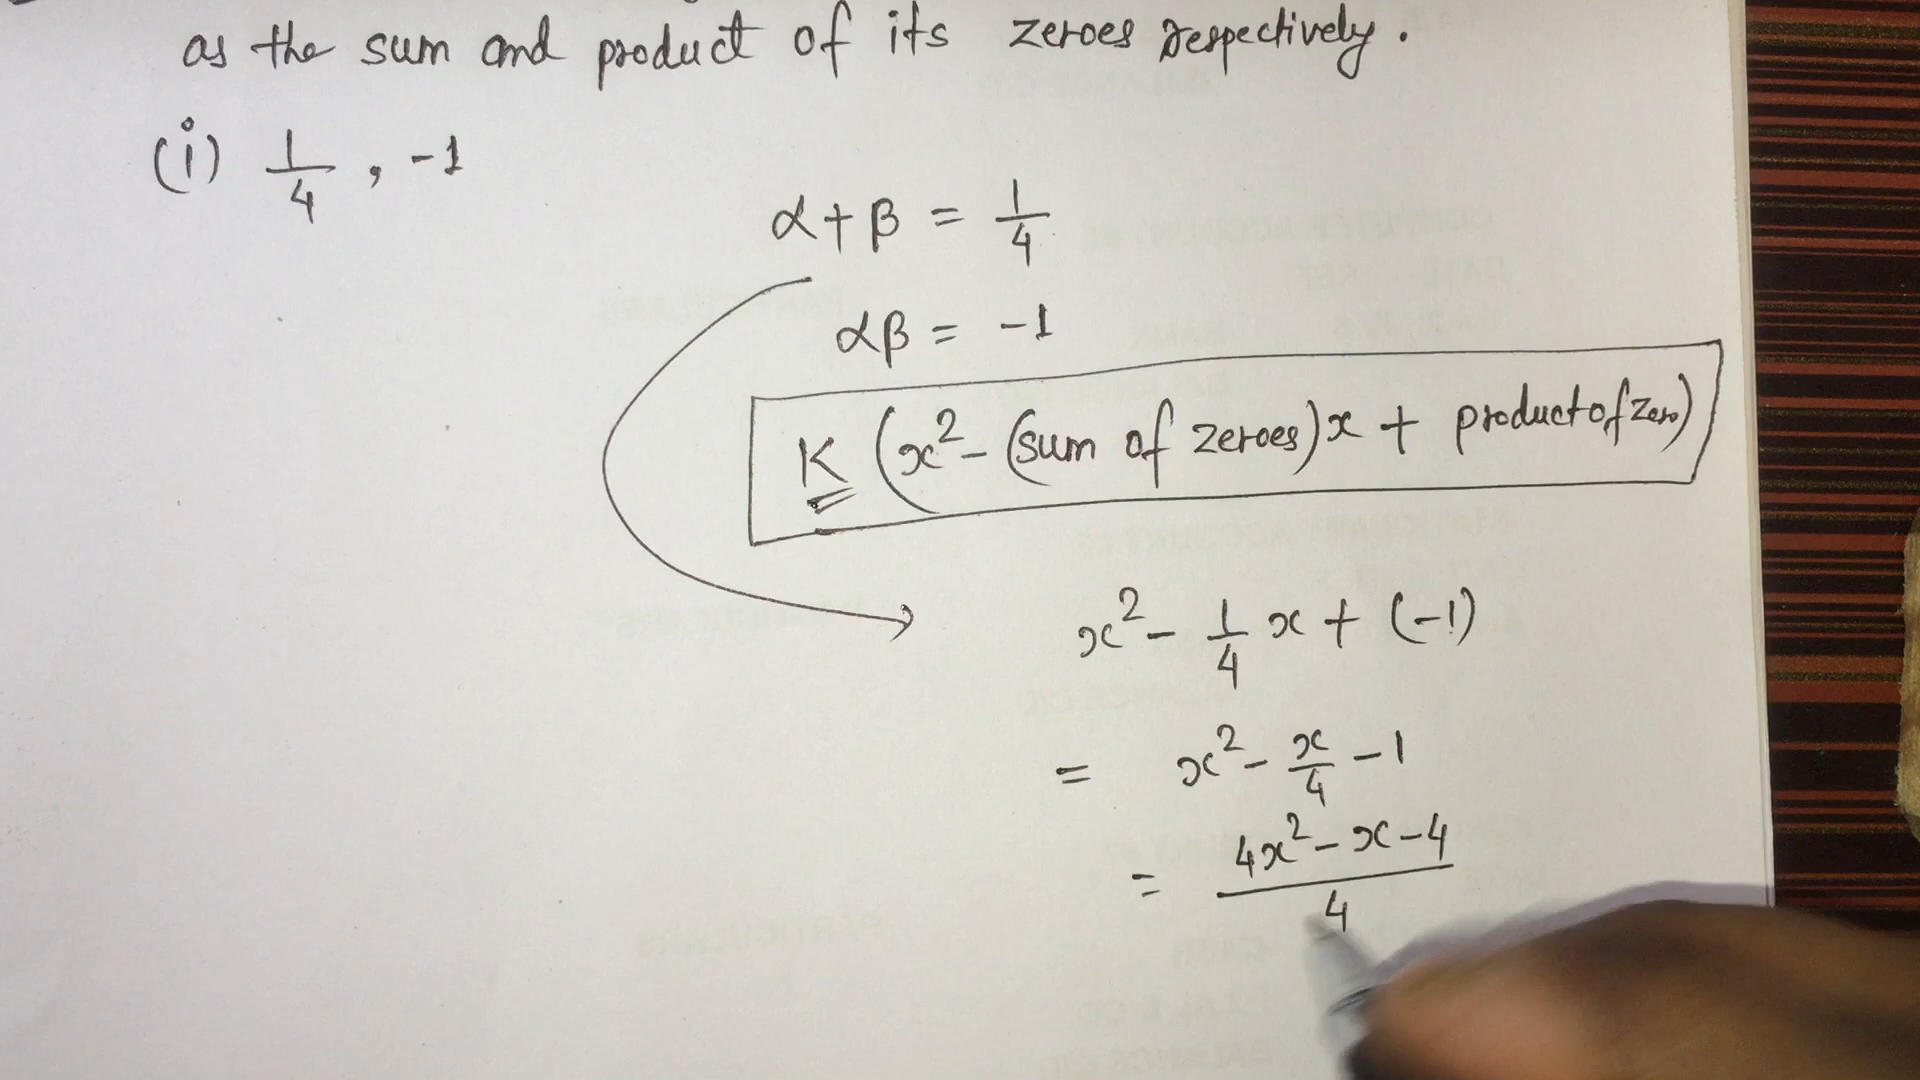 as the sum and product of its zeroes respectively.
(i) 1/4 , -1
α+β = 1/4
αβ = -1
K (x² - (sum of zeroes)x + product of zero)
x² - 1/4 x + (-1)
= x² - x/4 - 1
= 4x² - x - 4 / 4